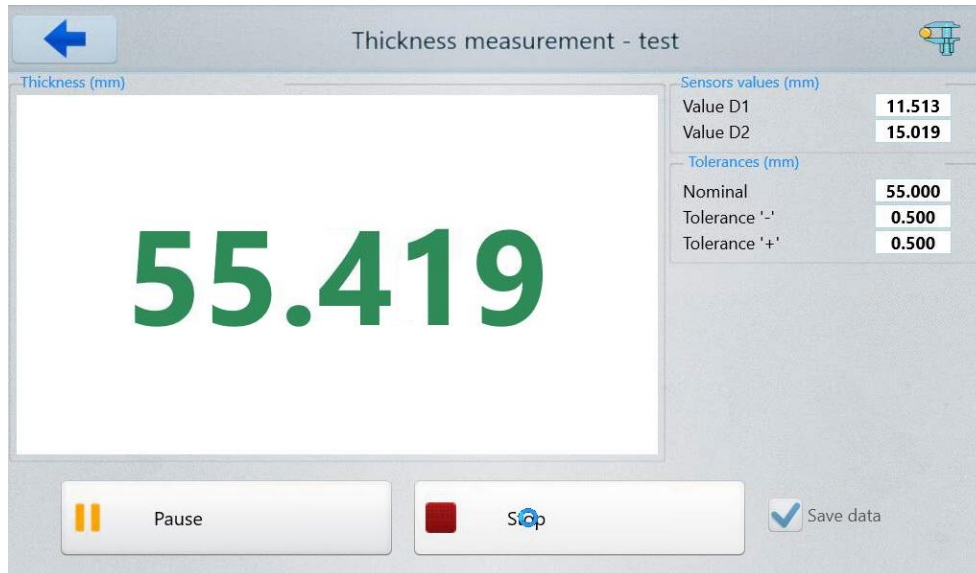 Thickness measurement - test
Thickness (mm)
55.419
Sensors values (mm)
Value D1 11.513
Value D2 15.019
Tolerances (mm)
Nominal 55.000
Tolerance '-' 0.500
Tolerance '+' 0.500
Pause
Stop
Save data